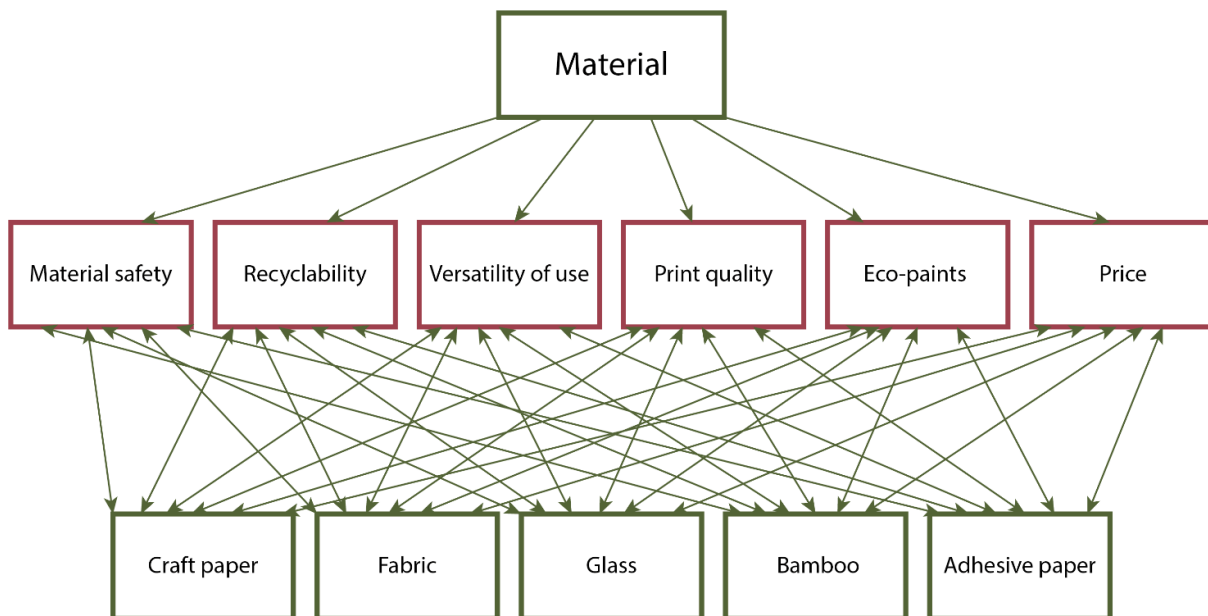 Material
Material safety
Recyclability
Versatility of use
Print quality
Eco-paints
Price
Craft paper
Fabric
Glass
Bamboo
Adhesive paper